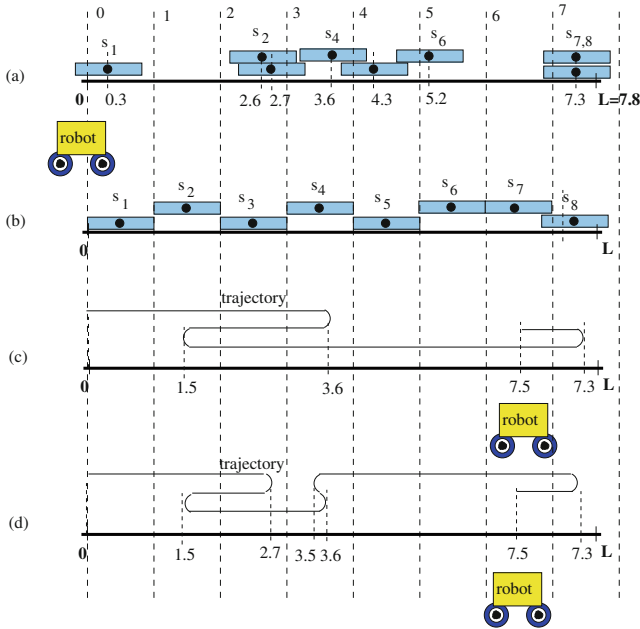 0 1 2 3 4 5 6 7
s1 s2 s4 s6 s7,8
(a)
0 0.3 2.6 2.7 3.6 4.3 5.2 7.3 L=7.8
robot
s1 s2 s3 s4 s5 s6 s7 s8
(b)
0 L
trajectory
(c)
0 1.5 3.6 7.5 7.3 L
robot
trajectory
(d)
0 1.5 2.7 3.5 3.6 7.5 7.3 L
robot